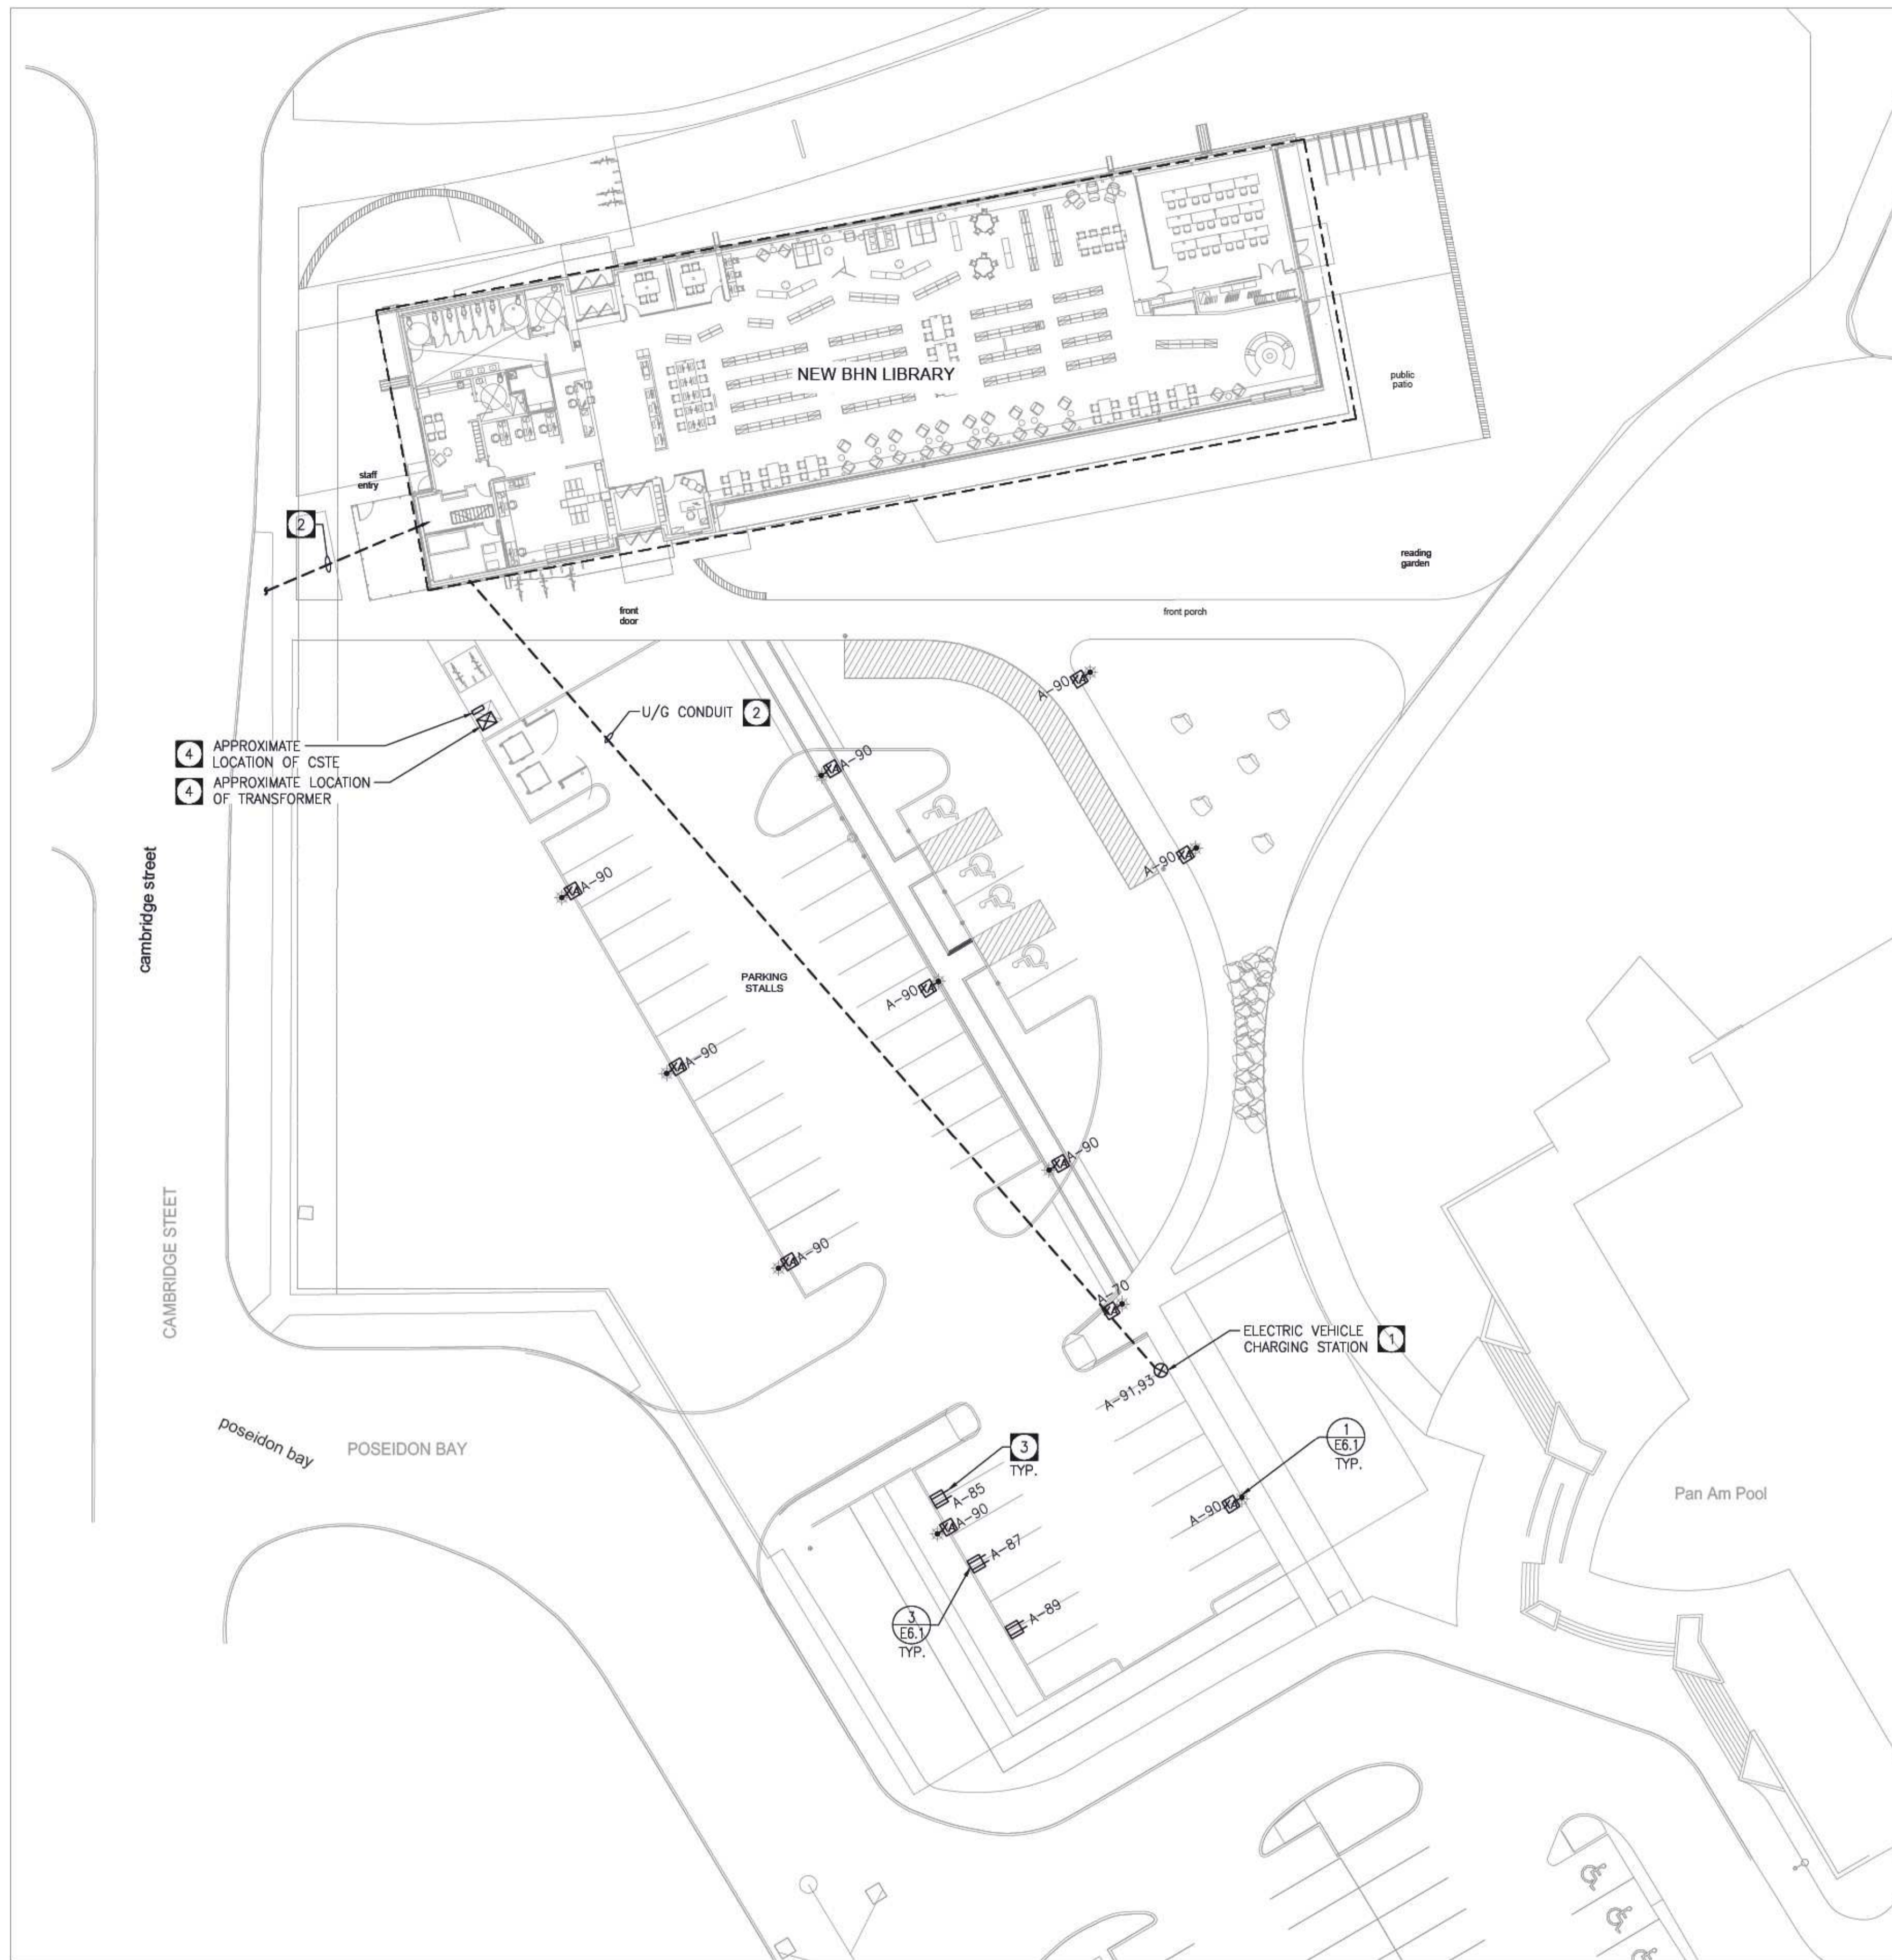 NEW BHN LIBRARY
public
patio
staff
entry
2
reading
garden
front
door
front porch
A-90
U/G CONDUIT 2
4 APPROXIMATE
LOCATION OF CSTE
4 APPROXIMATE LOCATION
OF TRANSFORMER
A-90
A-90
A-90
cambridge street
PARKING
STALLS
A-90
A-90
A-90
CAMBRIDGE STEET
A-90
A-70
ELECTRIC VEHICLE
CHARGING STATION 1
A-91,93
poseidon bay
POSEIDON BAY
3
TYP.
1
E6.1
TYP.
A-85
A-90
A-90
Pan Am Pool
A-87
A-89
3
E6.1
TYP.